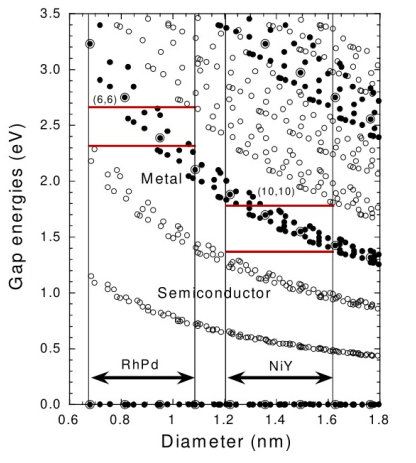 Gap energies (eV)
3.5
3.0
2.5
2.0
1.5
1.0
0.5
0.0
(6,6)
Metal
(10,10)
Semiconductor
RhPd
NiY
0.6 0.8 1 1.2 1.4 1.6 1.8
Diameter (nm)